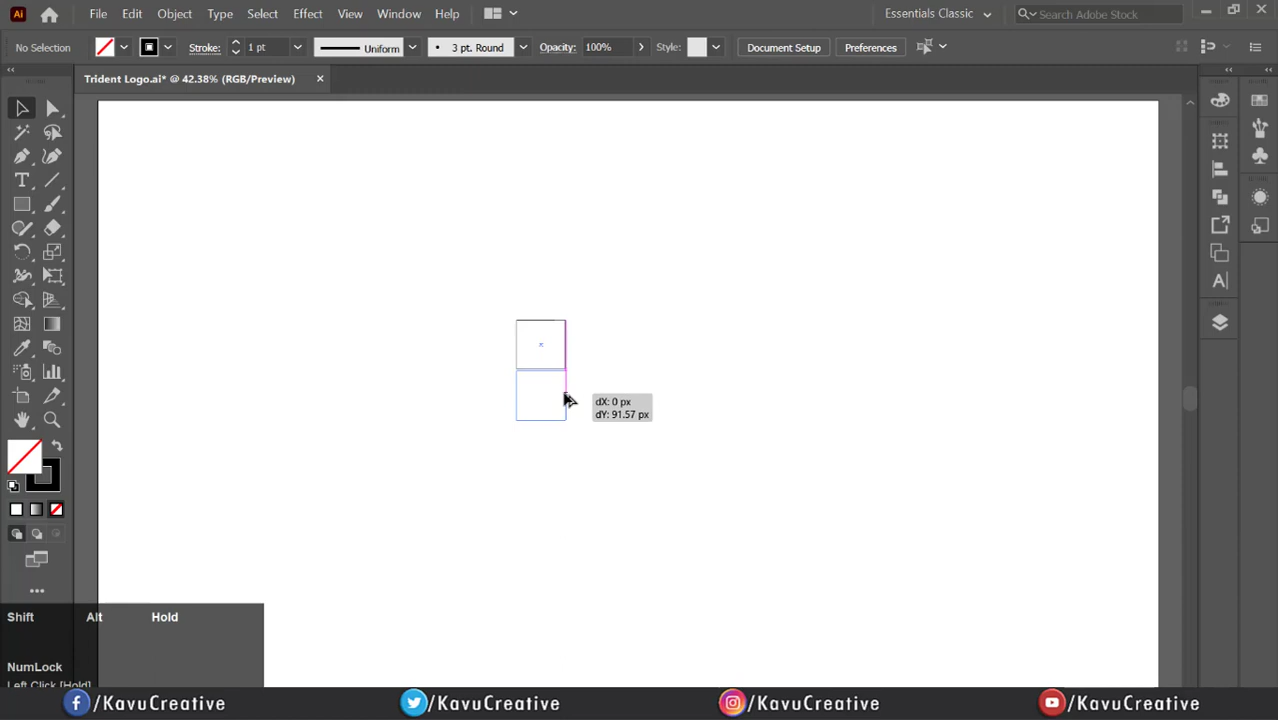 Ai File Edit Object Type Select Effect View Window Help Essentials Classic Search Adobe Stock
No Selection Stroke: 1 pt Uniform 3 pt. Round Opacity: 100% Style: Document Setup Preferences
Trident Logo.ai* @ 42.38% (RGB/Preview)
dX: 0 px
dY: 91.57 px
Shift Alt Hold
NumLock
Left Click [Hold]
/KavuCreative /KavuCreative /KavuCreative /KavuCreative